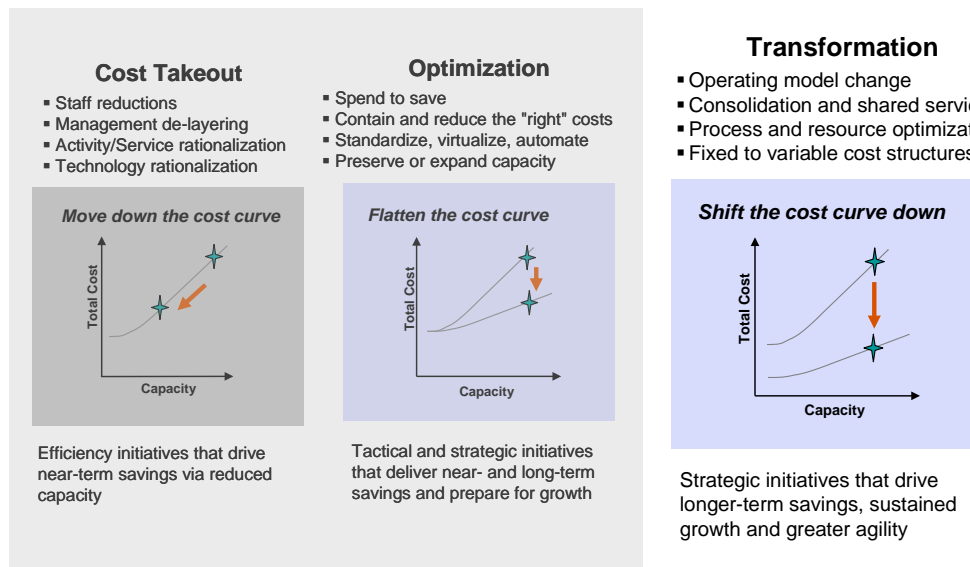 Cost Takeout
▪ Staff reductions
▪ Management de-layering
▪ Activity/Service rationalization
▪ Technology rationalization
Move down the cost curve
Total Cost
Capacity
Efficiency initiatives that drive
near-term savings via reduced
capacity
Optimization
▪ Spend to save
▪ Contain and reduce the "right" costs
▪ Standardize, virtualize, automate
▪ Preserve or expand capacity
Flatten the cost curve
Total Cost
Capacity
Tactical and strategic initiatives
that deliver near- and long-term
savings and prepare for growth
Transformation
▪ Operating model change
▪ Consolidation and shared
▪ Process and resource
▪ Fixed to variable cost structures
Shift the cost curve down
Total Cost
Capacity
Strategic initiatives that drive
longer-term savings, sustained
growth and greater agility